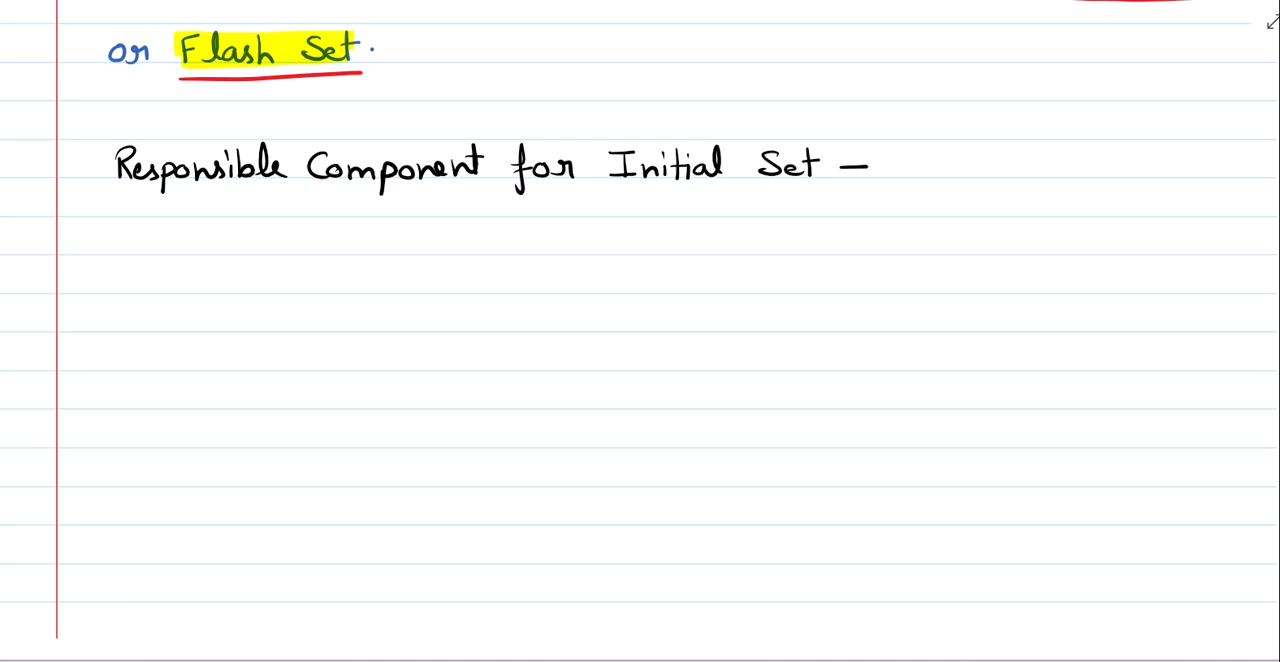 or Flash Set.
Responsible Component for Initial Set –